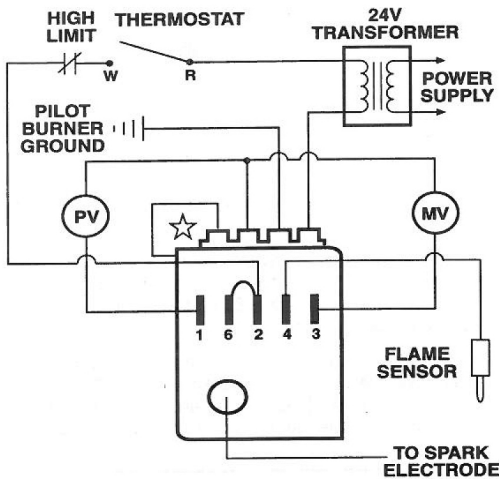 HIGH
LIMIT
THERMOSTAT
24V
TRANSFORMER
W
R
POWER
SUPPLY
PILOT
BURNER
GROUND
PV
MV
1 6 2 4 3
FLAME
SENSOR
TO SPARK
ELECTRODE